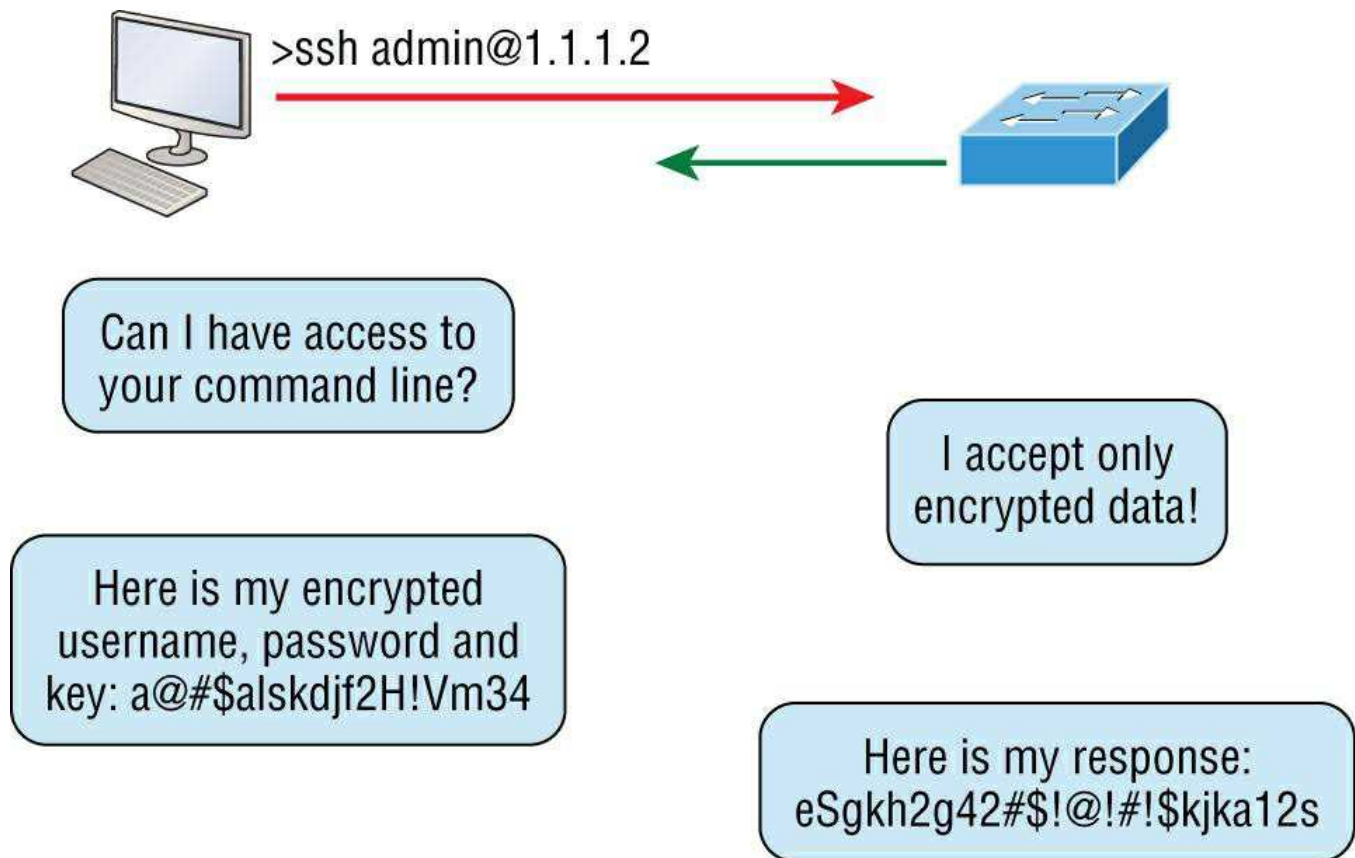 >ssh admin@1.1.1.2
Can I have access to
your command line?
I accept only
encrypted data!
Here is my encrypted
username, password and
key: a@#$alskdjf2H!Vm34
Here is my response:
eSgkh2g42#$!@!#!$kjka12s